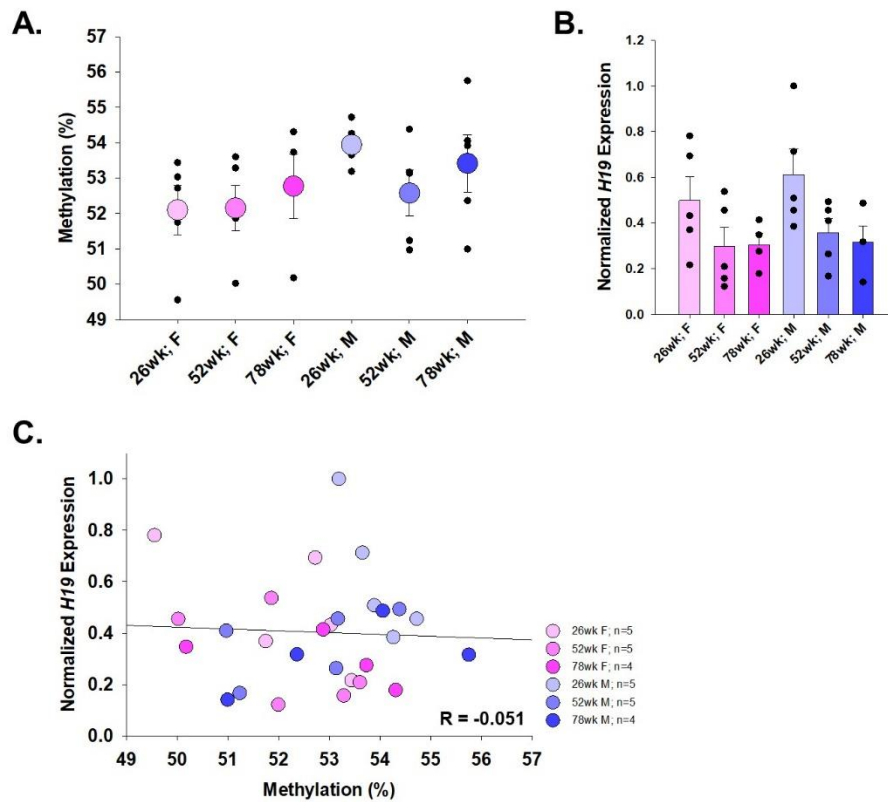 A.
57
56
55
54
53
52
51
50
49
Methylation (%)
26wk; F
52wk; F
78wk; F
26wk; M
52wk; M
78wk; M
B.
1.2
1.0
0.8
0.6
0.4
0.2
0.0
Normalized H19 Expression
26wk; F
52wk; F
78wk; F
26wk; M
52wk; M
78wk; M
C.
1.0
0.8
0.6
0.4
0.2
0.0
Normalized H19 Expression
49 50 51 52 53 54 55 56 57
Methylation (%)
R = -0.051
26wk F; n=5
52wk F; n=5
78wk F; n=4
26wk M; n=5
52wk M; n=5
78wk M; n=4